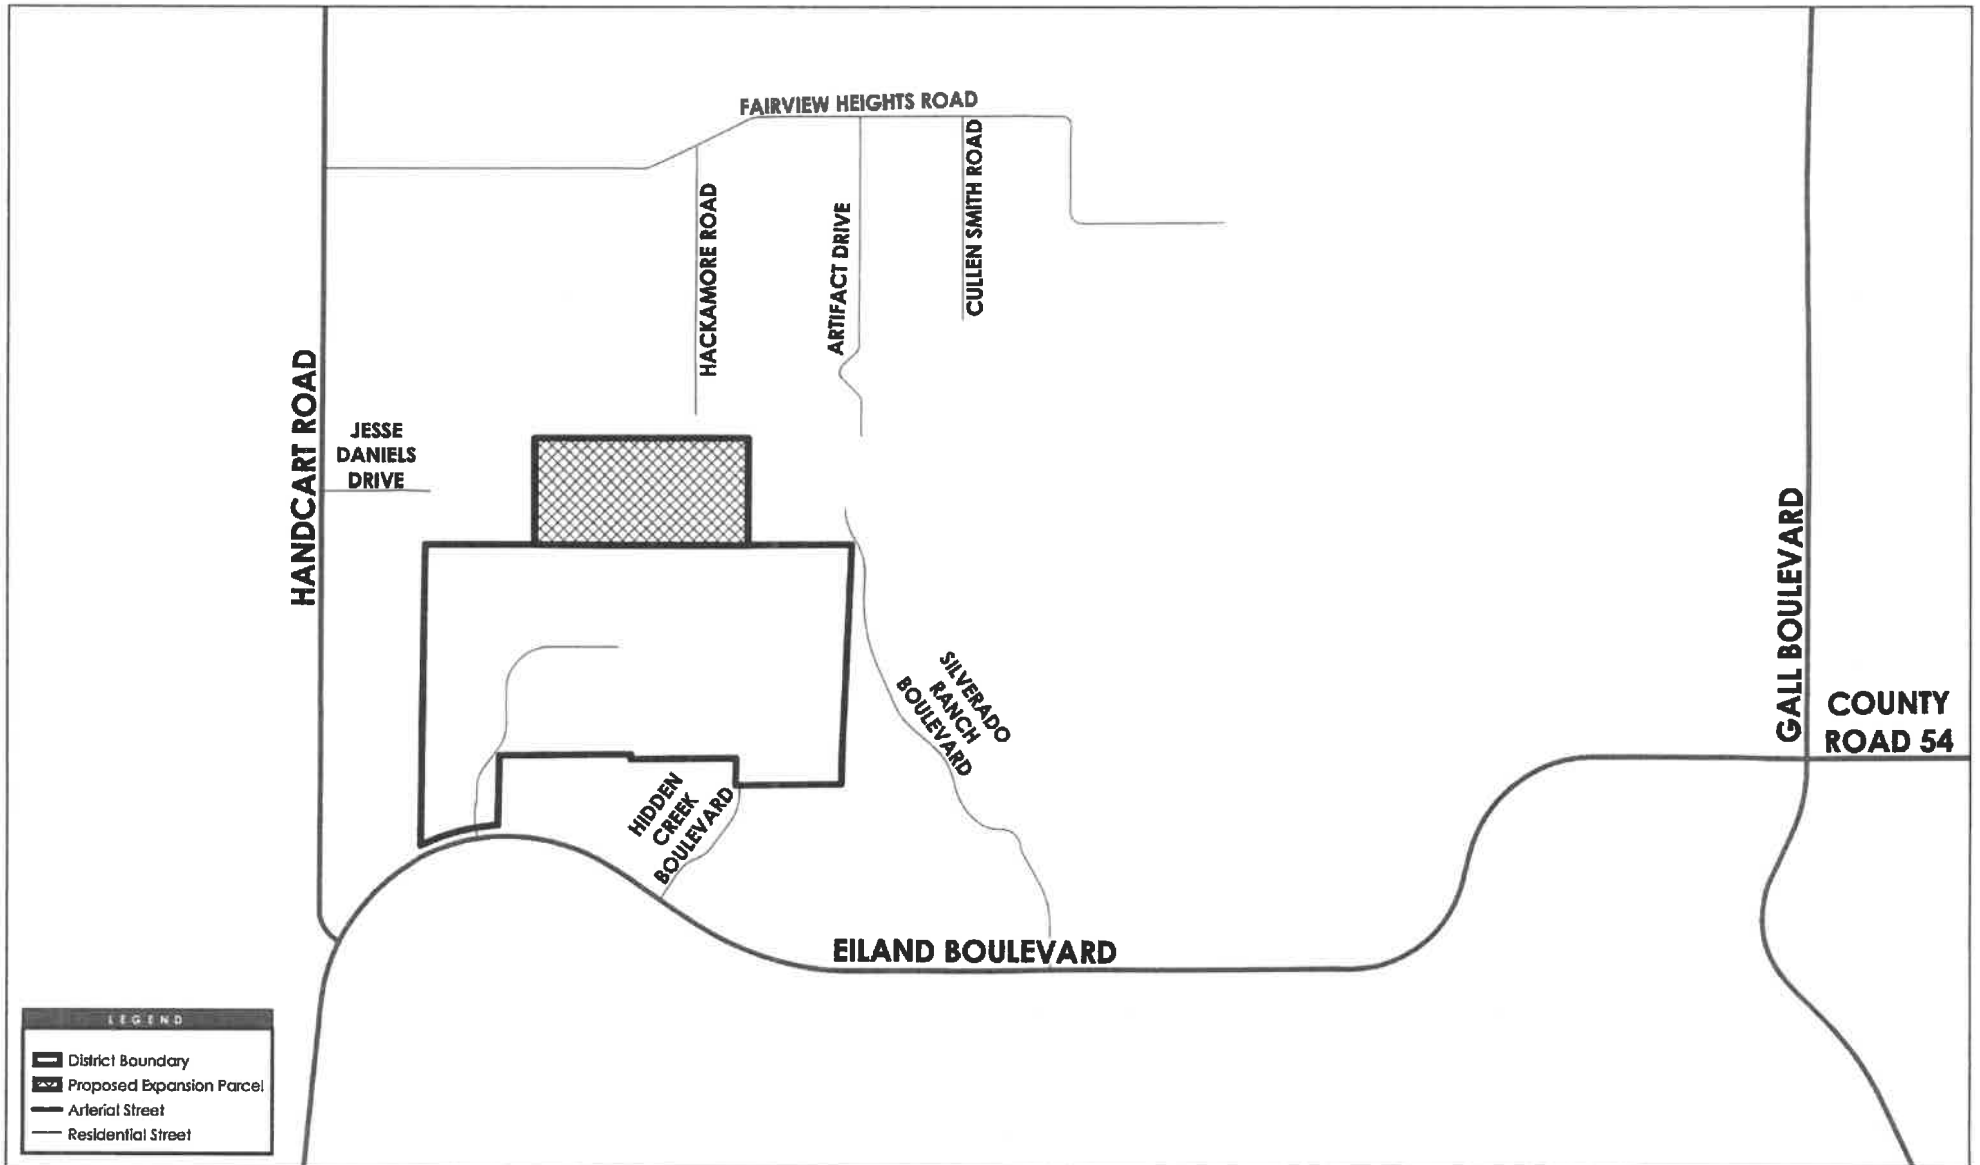 FAIRVIEW HEIGHTS ROAD
HACKAMORE ROAD
ARTIFACT DRIVE
CULLEN SMITH ROAD
HANDCART ROAD
JESSE
DANIELS
DRIVE
GALL BOULEVARD
COUNTY
ROAD 54
SILVERADO
RANCH
BOULEVARD
HIDDEN
CREEK
BOULEVARD
EILAND BOULEVARD
LEGEND
District Boundary
Proposed Expansion Parcel
Arterial Street
Residential Street